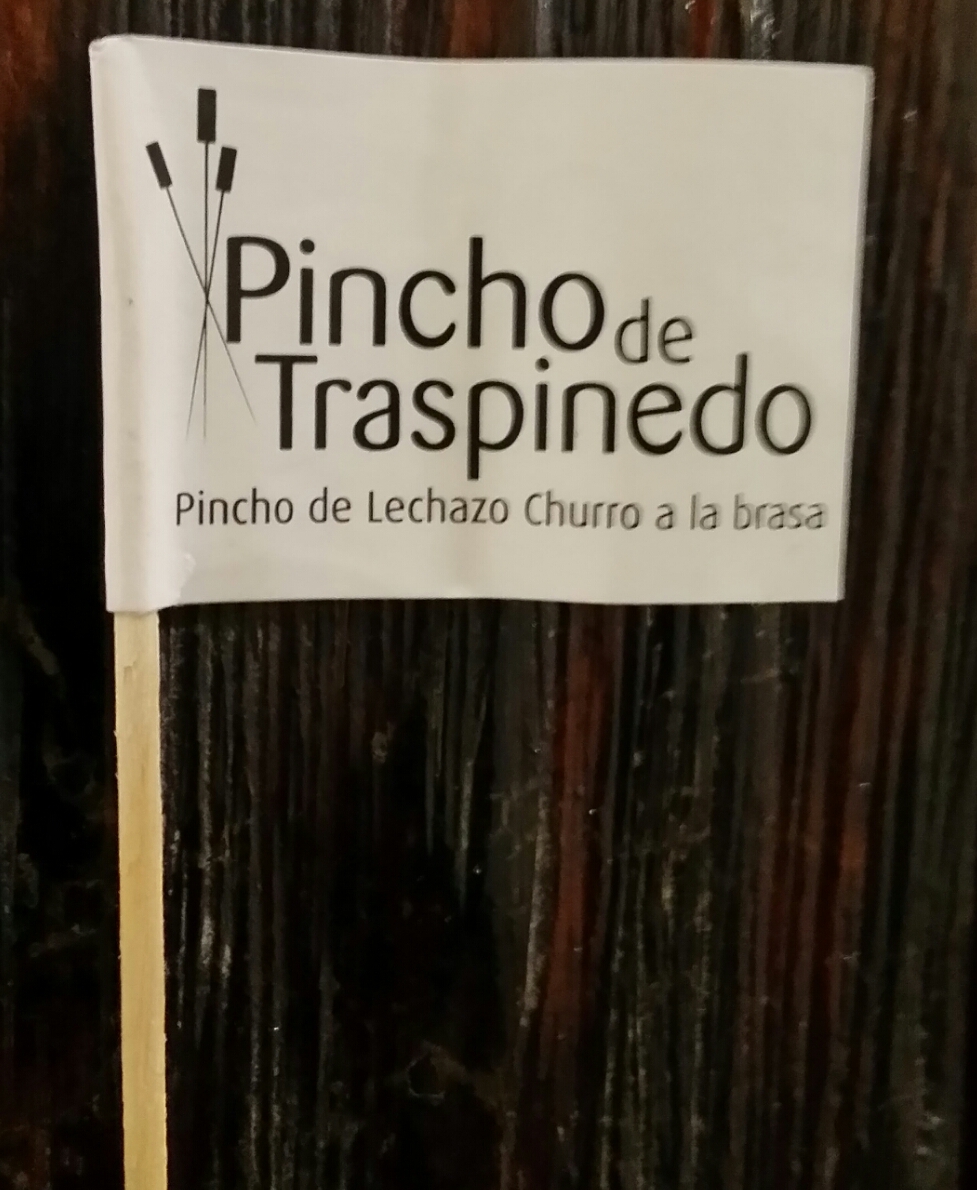 Pincho de
Traspinedo
Pincho de Lechazo Churro a la brasa